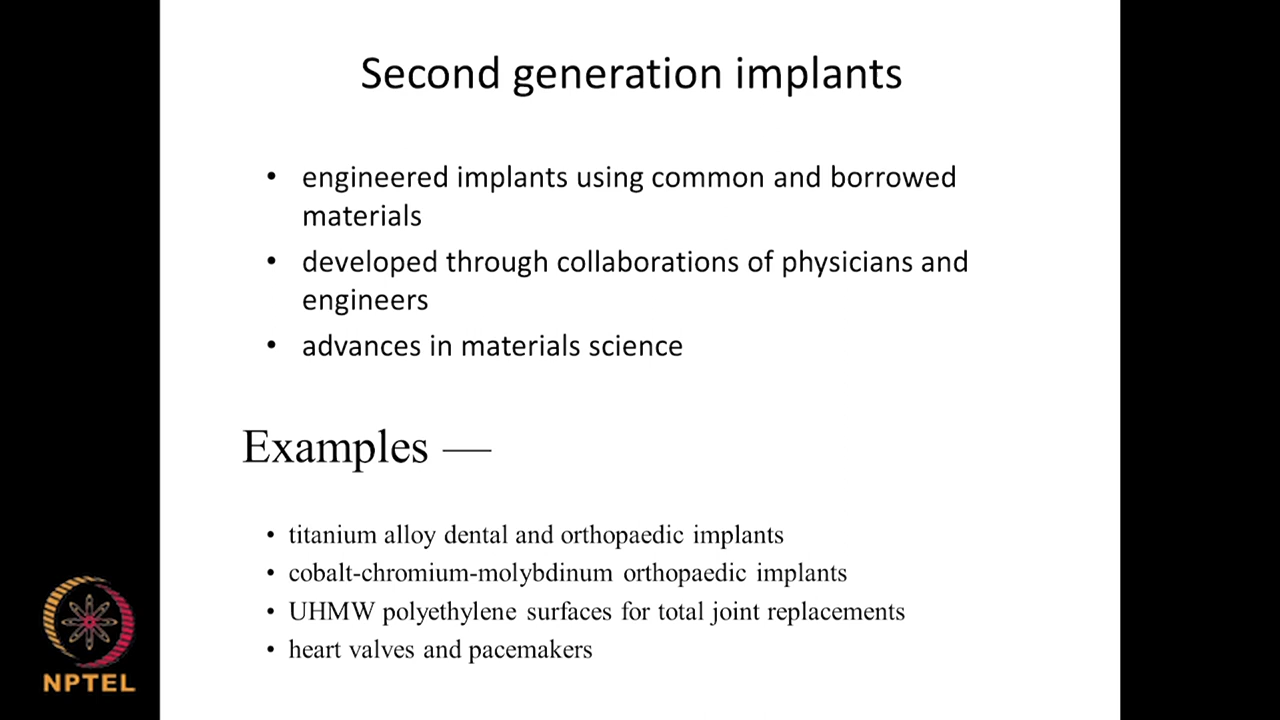 Second generation implants
• engineered implants using common and borrowed
materials
• developed through collaborations of physicians and
engineers
• advances in materials science
Examples —
• titanium alloy dental and orthopaedic implants
• cobalt-chromium-molybdinum orthopaedic implants
• UHMW polyethylene surfaces for total joint replacements
• heart valves and pacemakers
NPTEL